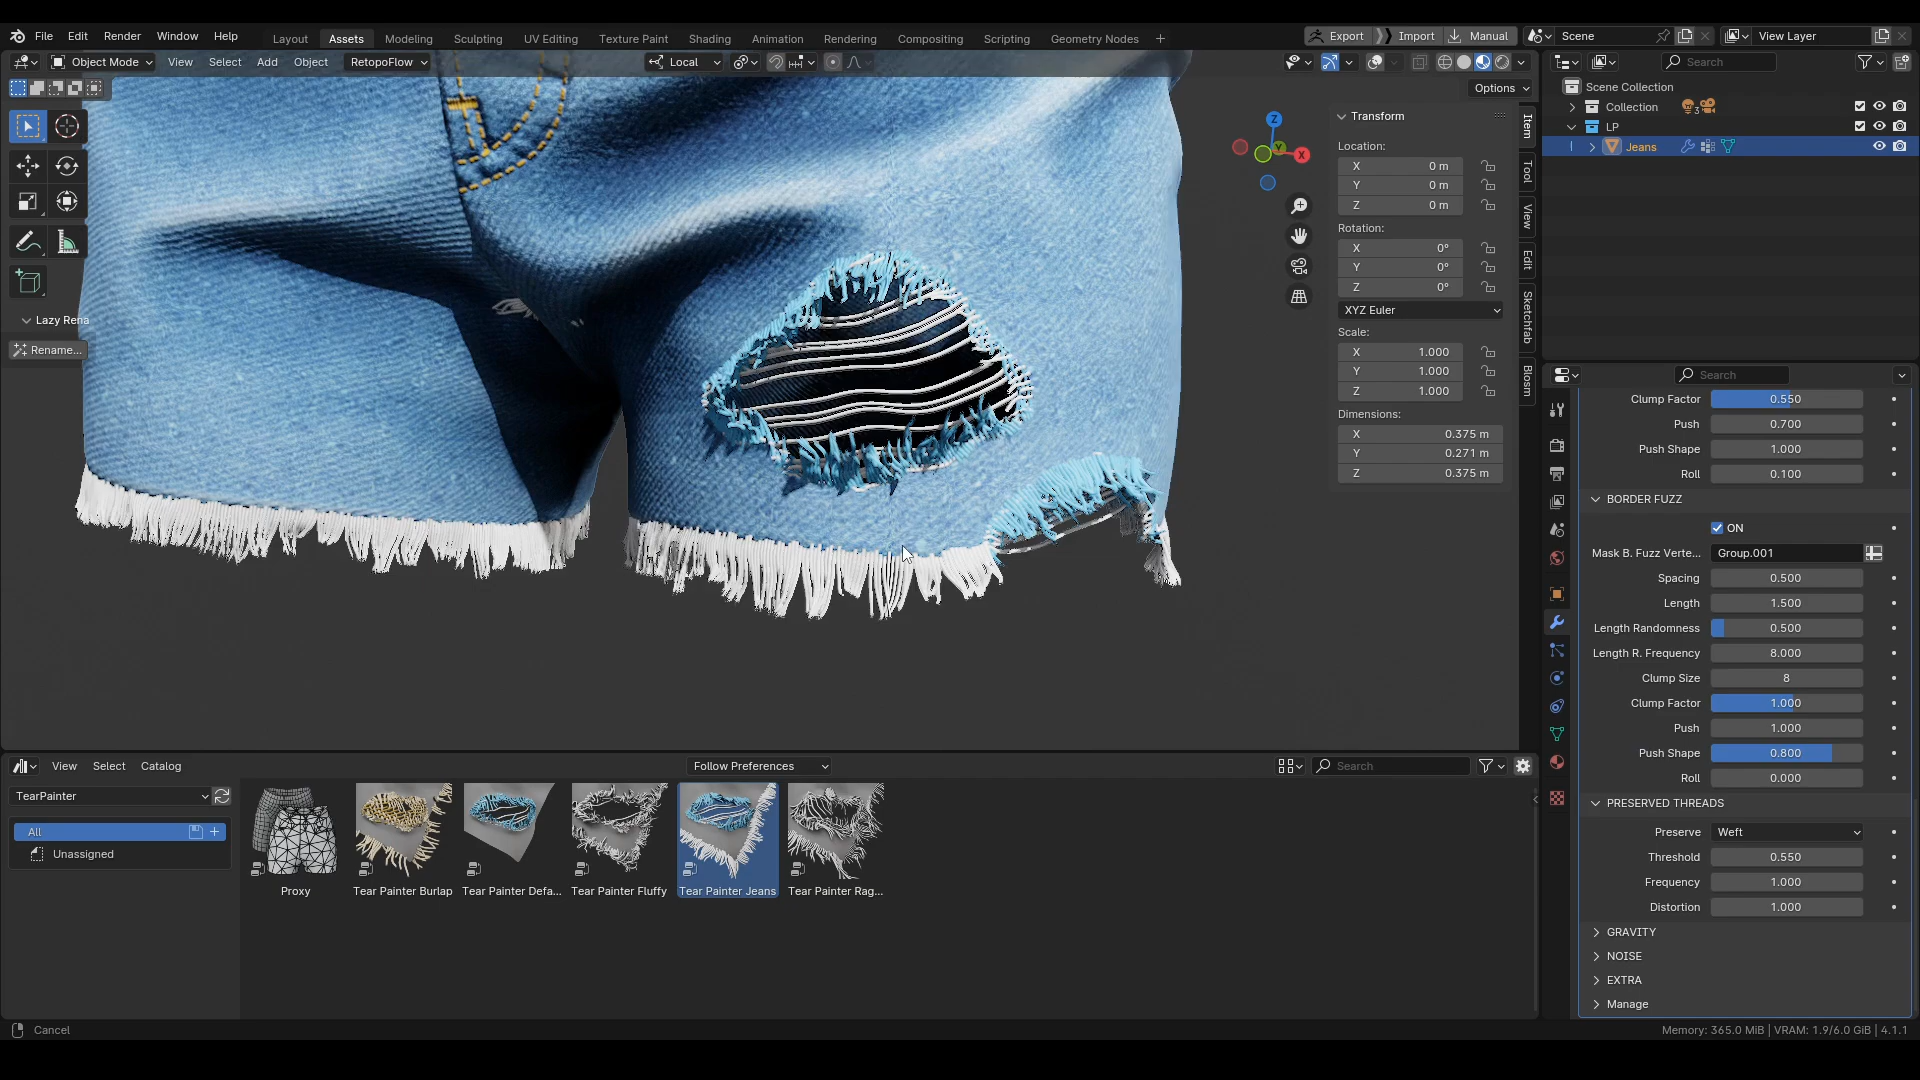 File Edit Render Window Help Layout Assets Modeling Sculpting UV Editing Texture Paint Shading Animation Rendering Compositing Scripting Geometry Nodes + Export Import Manual Scene View Layer
Object Mode View Select Add Object RetopoFlow Local Search
Options
Scene Collection
Collection 3
LP
Jeans
Z
X
Y
Lazy Rena
Rename...
Transform
Location:
X 0 m
Y 0 m
Z 0 m
Rotation:
X 0°
Y 0°
Z 0°
XYZ Euler
Scale:
X 1.000
Y 1.000
Z 1.000
Dimensions:
X 0.375 m
Y 0.271 m
Z 0.375 m
Item
Tool
View
Edit
Sketchfab
Blosm
Search
Clump Factor 0.550
Push 0.700
Push Shape 1.000
Roll 0.100
BORDER FUZZ
ON
Mask B. Fuzz Verte... Group.001
Spacing 0.500
Length 1.500
Length Randomness 0.500
Length R. Frequency 8.000
Clump Size 8
Clump Factor 1.000
Push 1.000
Push Shape 0.800
Roll 0.000
PRESERVED THREADS
Preserve Weft
Threshold 0.550
Frequency 1.000
Distortion 1.000
GRAVITY
NOISE
EXTRA
Manage
View Select Catalog Follow Preferences Search
TearPainter
All
Unassigned
Proxy Tear Painter Burlap Tear Painter Defa... Tear Painter Fluffy Tear Painter Jeans Tear Painter Rag...
Cancel Memory: 365.0 MiB | VRAM: 1.9/6.0 GiB | 4.1.1